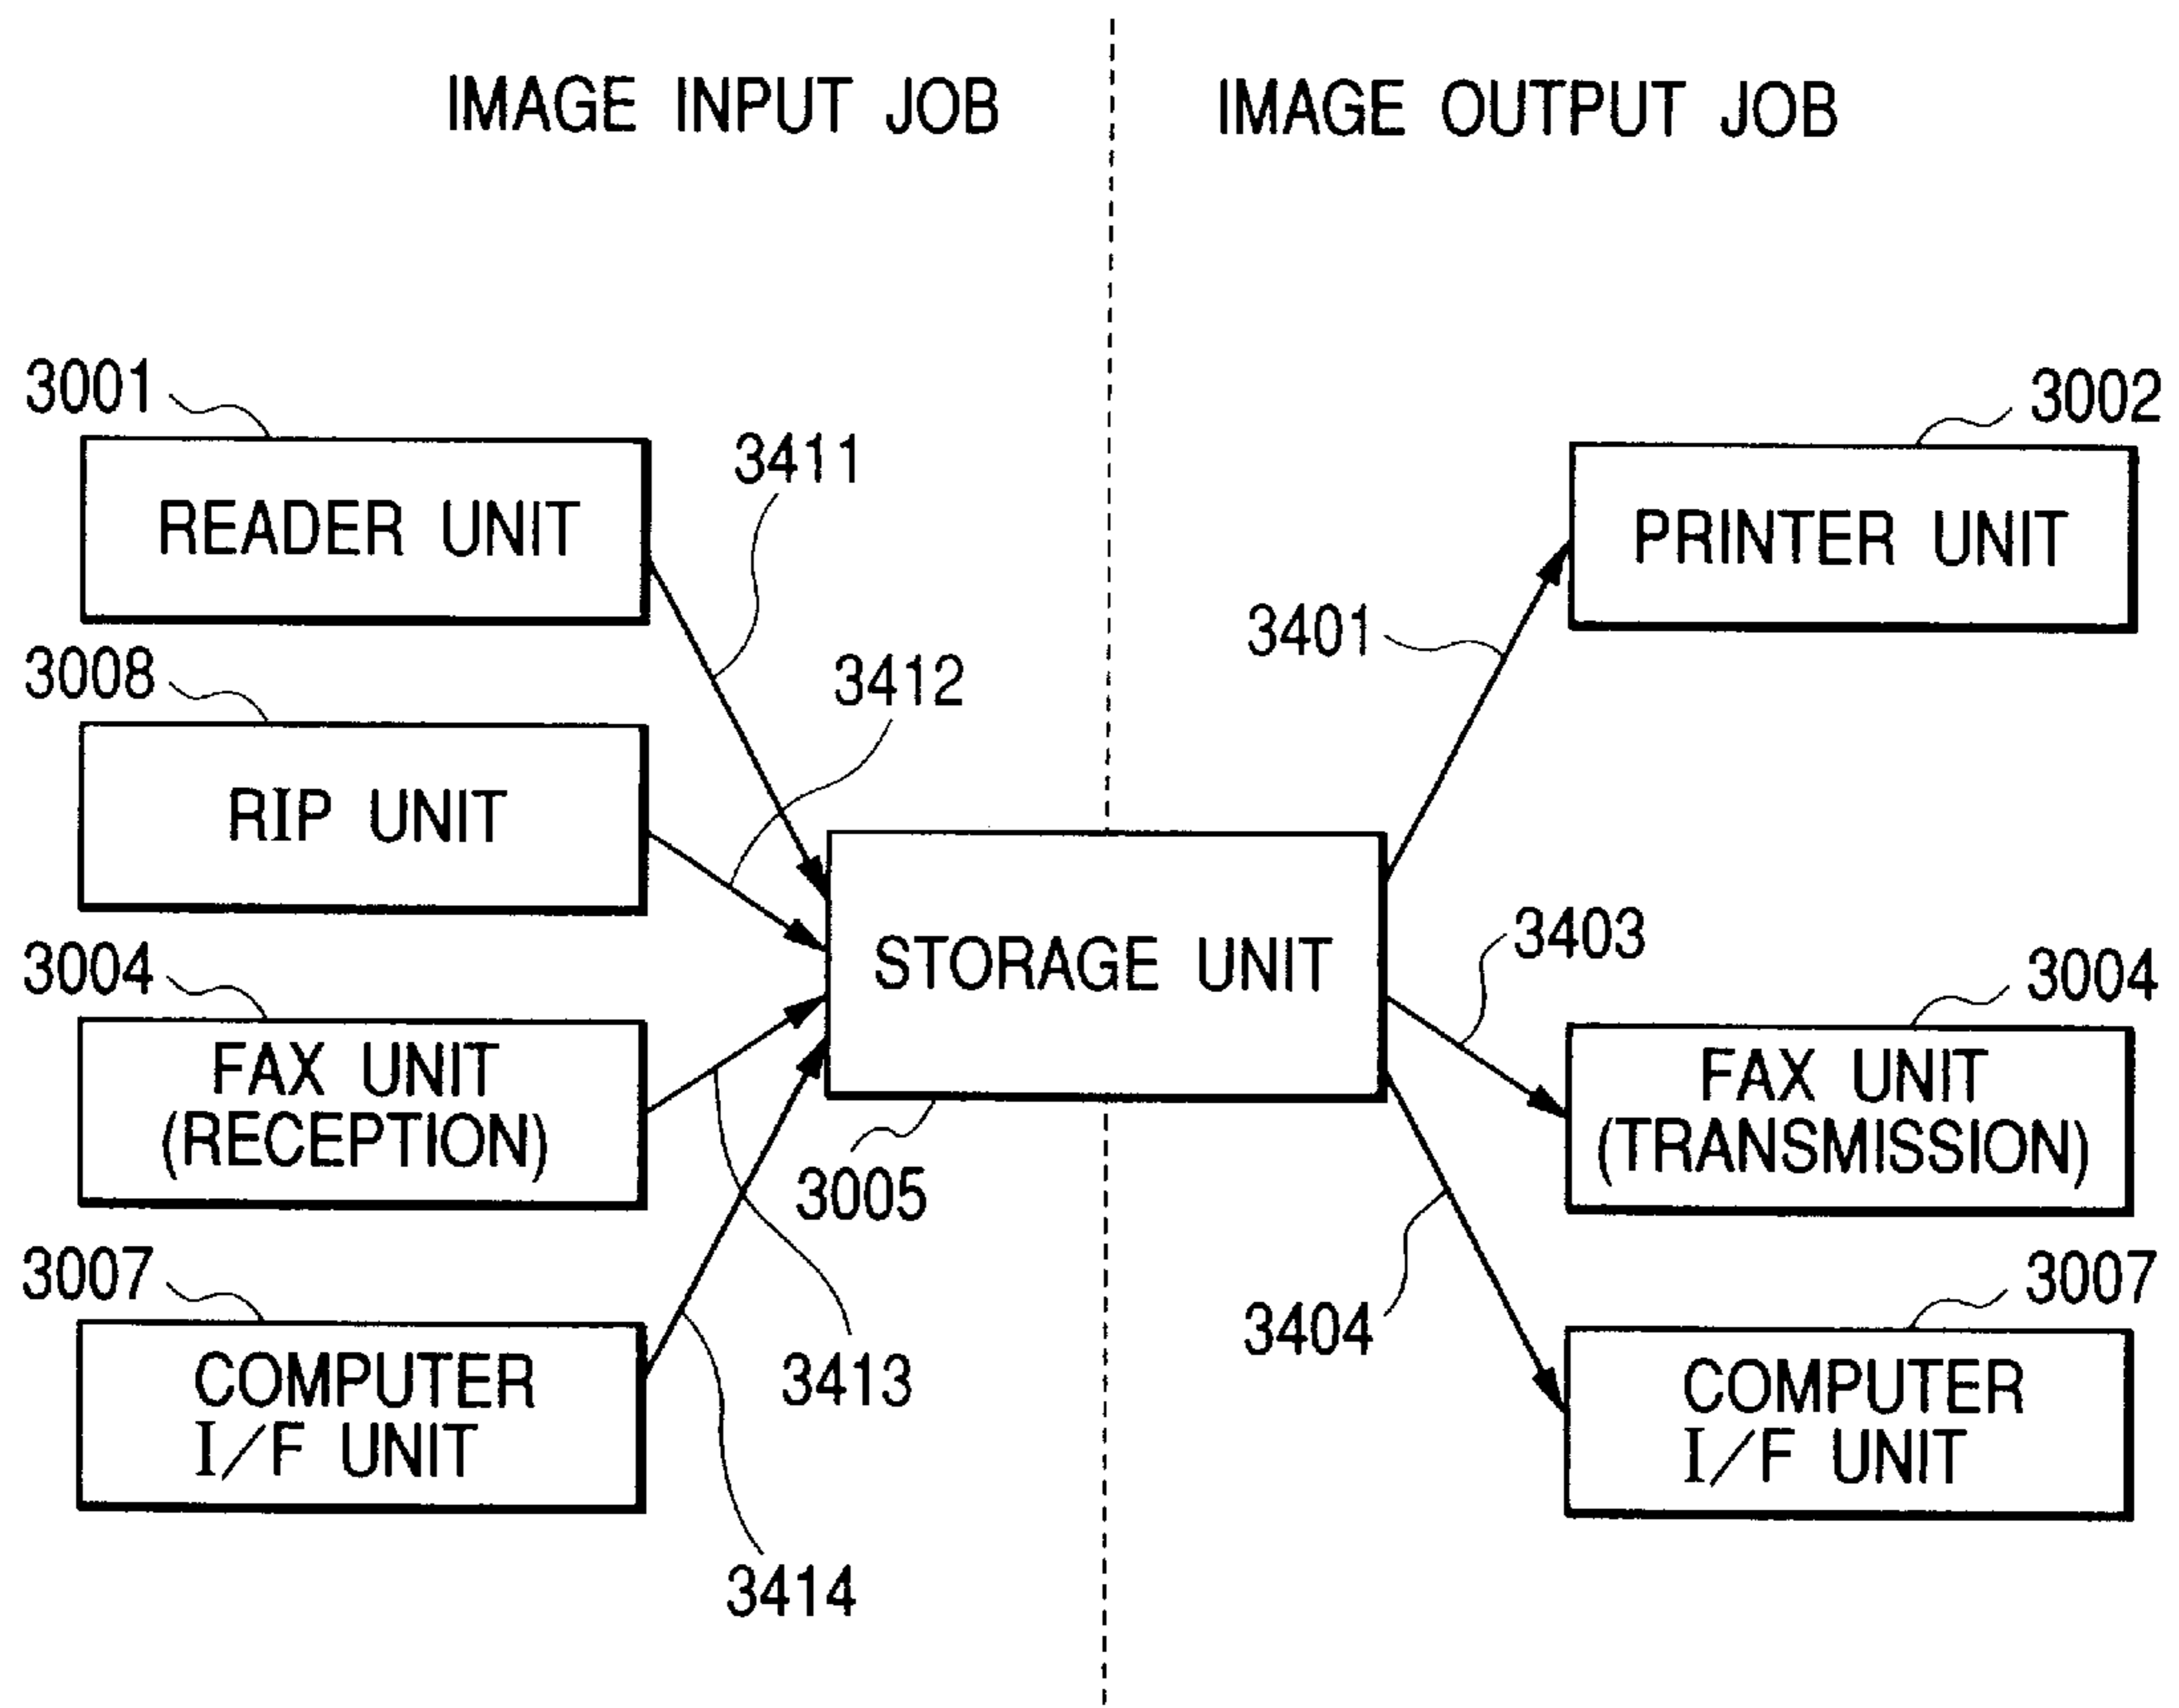 IMAGE INPUT JOB
IMAGE OUTPUT JOB
3001
READER UNIT
3411
3008
RIP UNIT
3412
3004
FAX UNIT
(RECEPTION)
3413
3007
COMPUTER
I/F UNIT
3414
STORAGE UNIT
3005
3002
PRINTER UNIT
3401
3403
3004
FAX UNIT
(TRANSMISSION)
3404
3007
COMPUTER
I/F UNIT